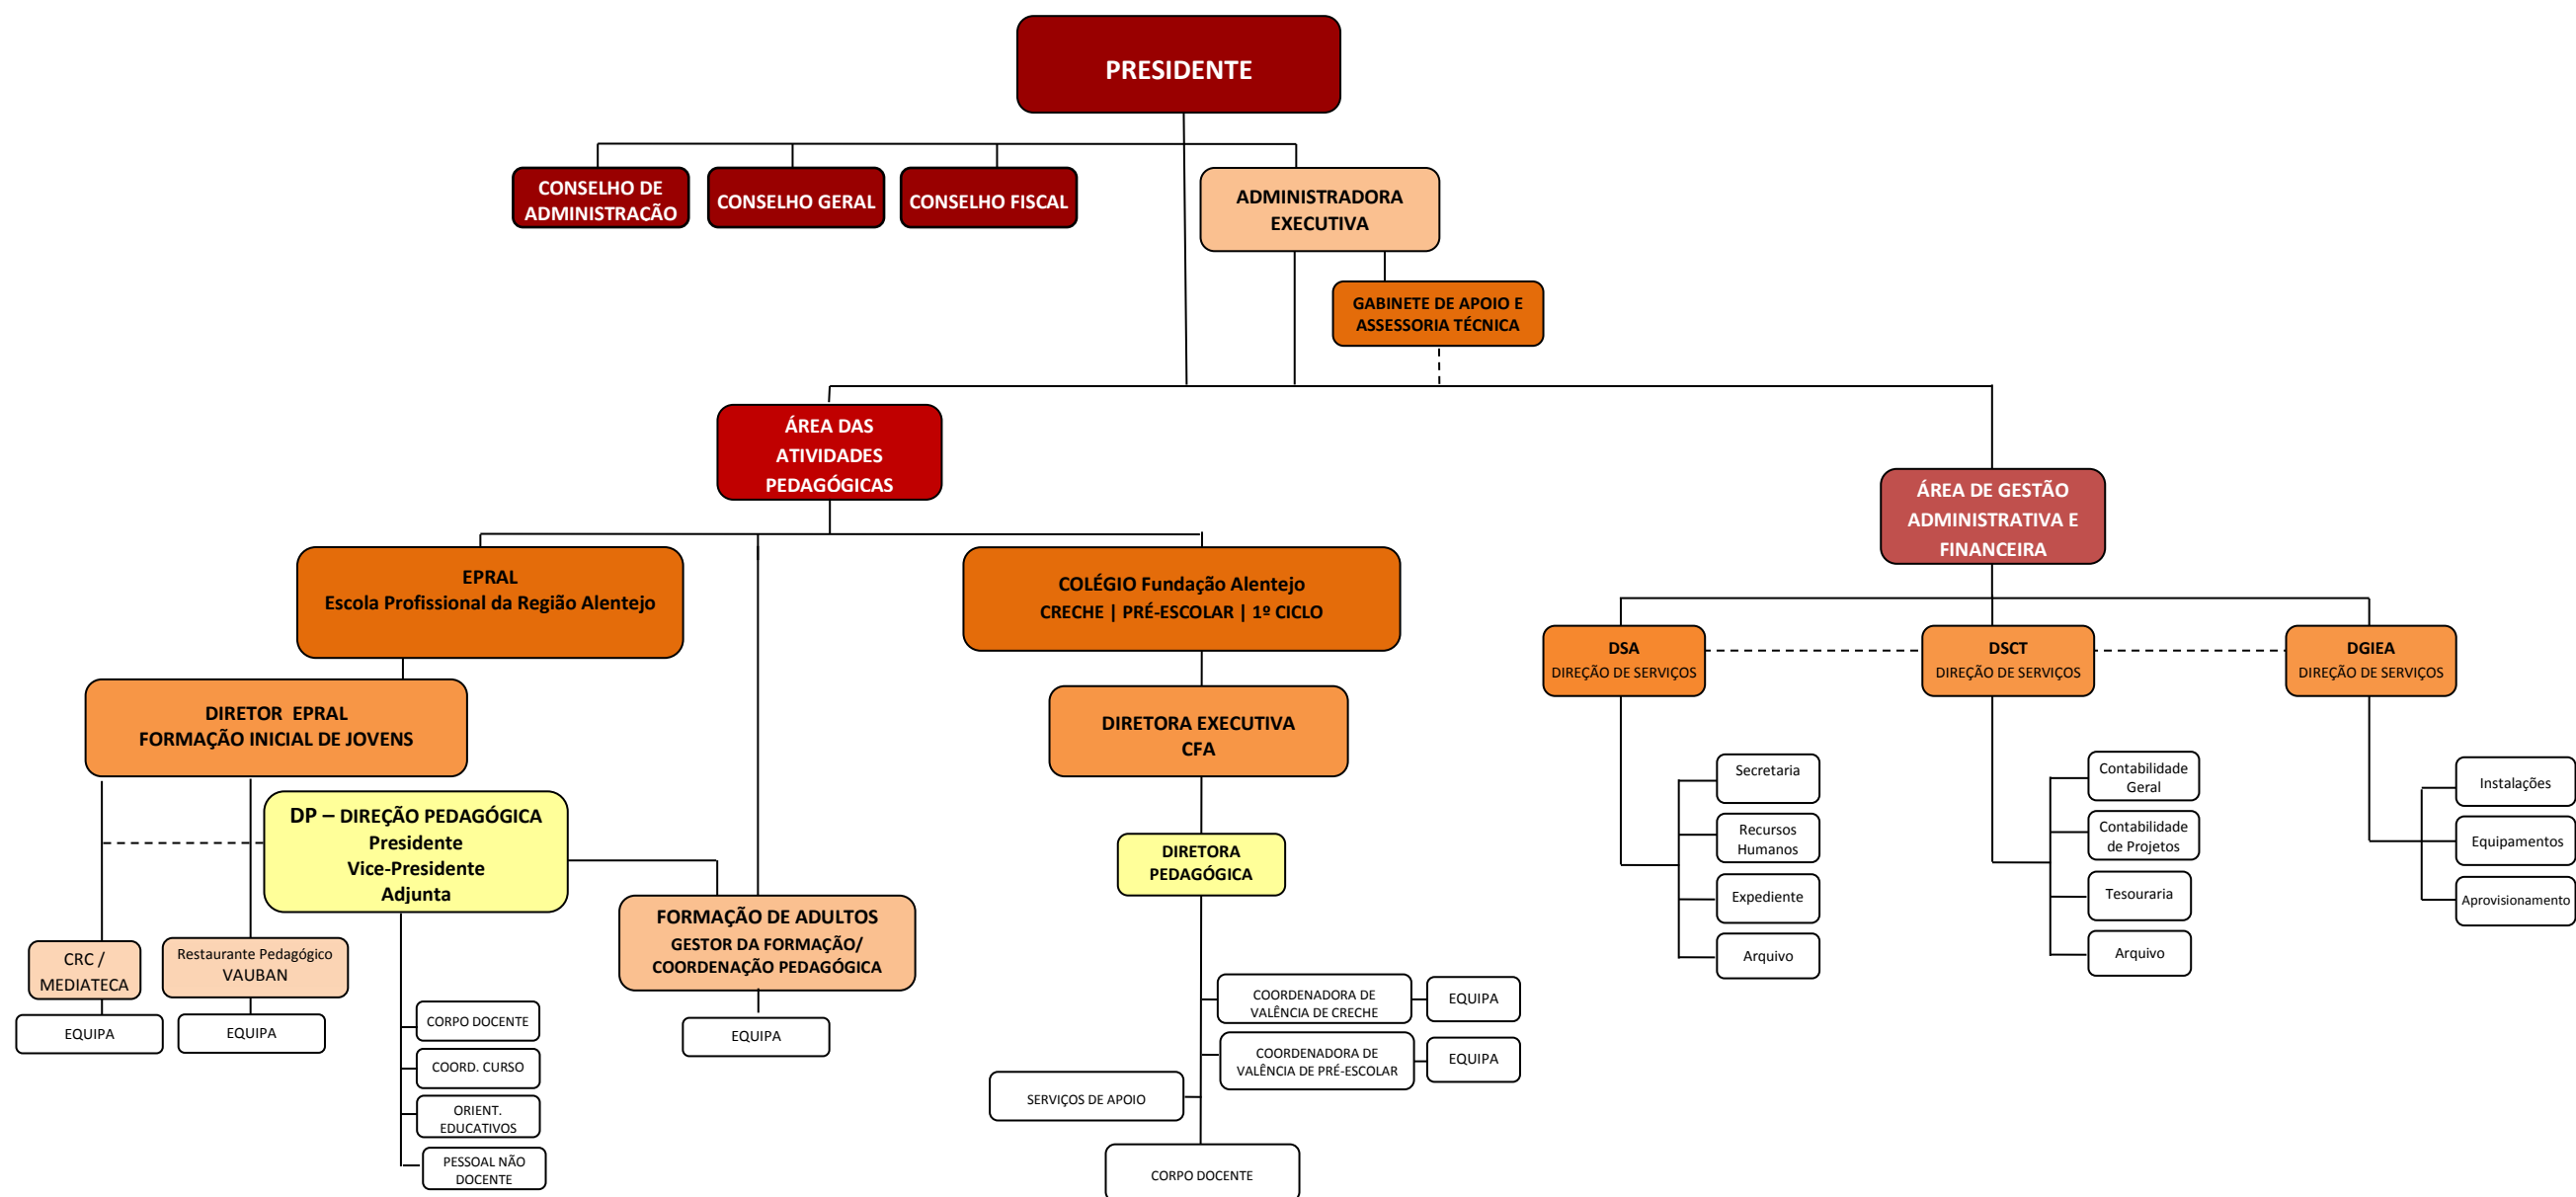 PRESIDENTE
CONSELHO DE
ADMINISTRAÇÃO
CONSELHO GERAL
CONSELHO FISCAL
ADMINISTRADORA
EXECUTIVA
GABINETE DE APOIO E
ASSESSORIA TÉCNICA
ÁREA DAS
ATIVIDADES
PEDAGÓGICAS
ÁREA DE GESTÃO
ADMINISTRATIVA E
FINANCEIRA
EPRAL
Escola Profissional da Região Alentejo
COLÉGIO Fundação Alentejo
CRECHE | PRÉ-ESCOLAR | 1º CICLO
DSA
DIREÇÃO DE SERVIÇOS
DSCT
DIREÇÃO DE SERVIÇOS
DGIEA
DIREÇÃO DE SERVIÇOS
DIRETOR EPRAL
FORMAÇÃO INICIAL DE JOVENS
DIRETORA EXECUTIVA
CFA
DP – DIREÇÃO PEDAGÓGICA
Presidente
Vice-Presidente
Adjunta
DIRETORA
PEDAGÓGICA
FORMAÇÃO DE ADULTOS
GESTOR DA FORMAÇÃO/
COORDENAÇÃO PEDAGÓGICA
EQUIPA
CRC /
MEDIATECA
EQUIPA
Restaurante Pedagógico
VAUBAN
EQUIPA
CORPO DOCENTE
COORD. CURSO
ORIENT.
EDUCATIVOS
PESSOAL NÃO
DOCENTE
COORDENADORA DE
VALÊNCIA DE CRECHE
EQUIPA
COORDENADORA DE
VALÊNCIA DE PRÉ-ESCOLAR
EQUIPA
SERVIÇOS DE APOIO
CORPO DOCENTE
Secretaria
Recursos
Humanos
Expediente
Arquivo
Contabilidade
Geral
Contabilidade
de Projetos
Tesouraria
Arquivo
Instalações
Equipamentos
Aprovisionamento